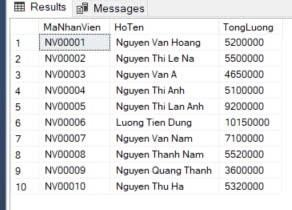 Results Messages
MaNhanVien HoTen TongLuong
1 NV00001 Nguyen Van Hoang 5200000
2 NV00002 Nguyen Thi Le Na 5500000
3 NV00003 Nguyen Van A 4650000
4 NV00004 Nguyen Thi Anh 5100000
5 NV00005 Nguyen Thi Lan Anh 9200000
6 NV00006 Luong Tien Dung 10150000
7 NV00007 Nguyen Van Nam 7100000
8 NV00008 Nguyen Thanh Nam 5520000
9 NV00009 Nguyen Quang Thanh 3600000
10 NV00010 Nguyen Thu Ha 5320000